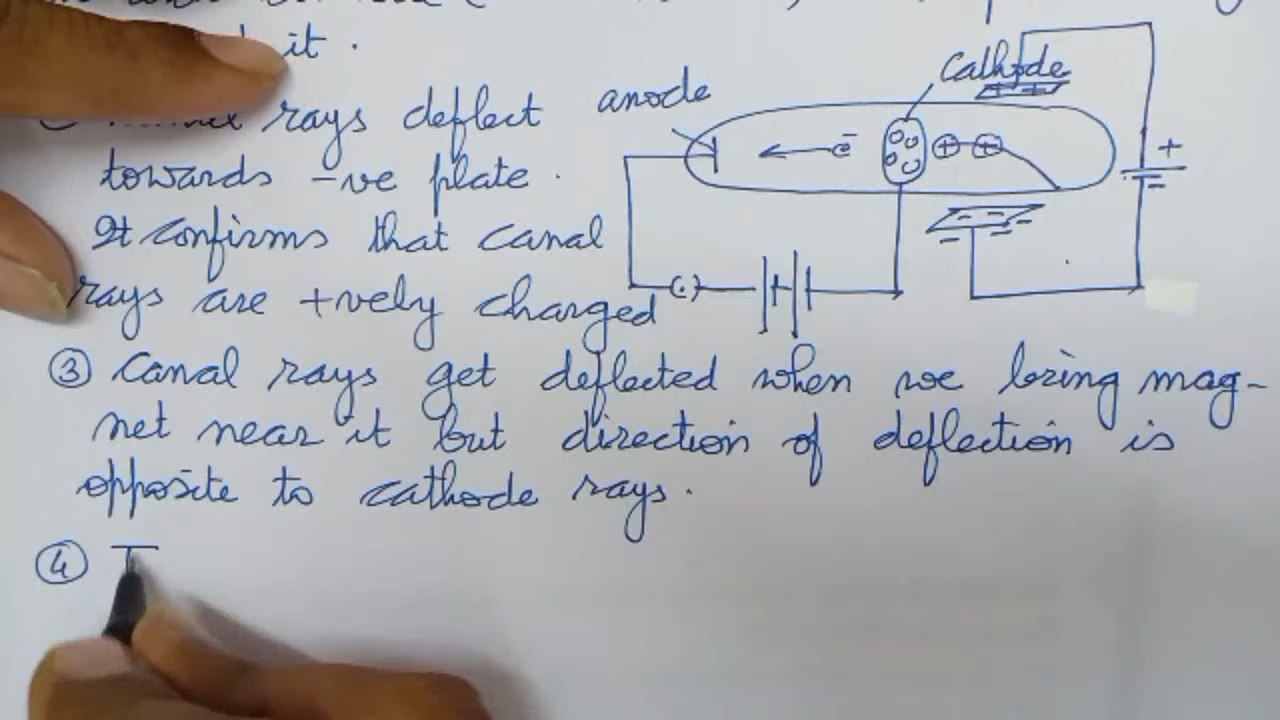 it .
rays deflect
towards -ve plate .
It confirms that canal
rays are +vely charged
anode
Cathode
③ Canal rays get deflected when we bring mag-
net near it but direction of deflection is
opposite to cathode rays .
④ T